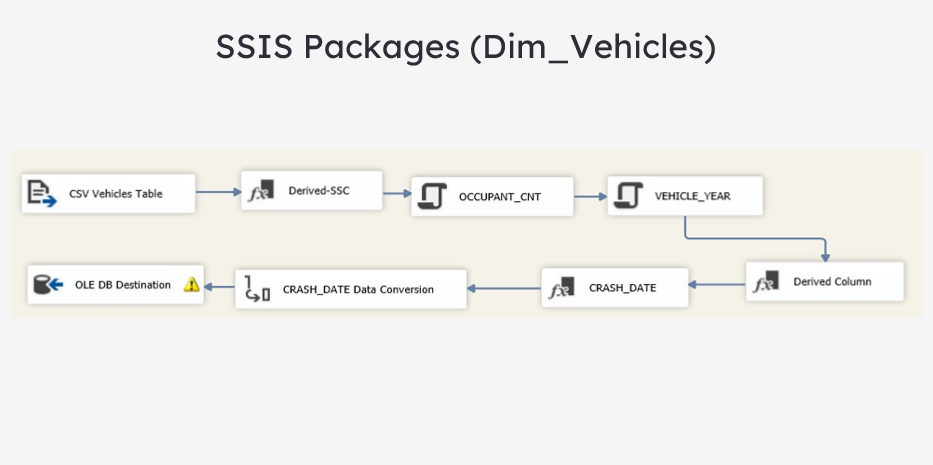 SSIS Packages (Dim_Vehicles)
CSV Vehicles Table
Derived-SSC
OCCUPANT_CNT
VEHICLE_YEAR
Derived Column
CRASH_DATE
CRASH_DATE Data Conversion
OLE DB Destination